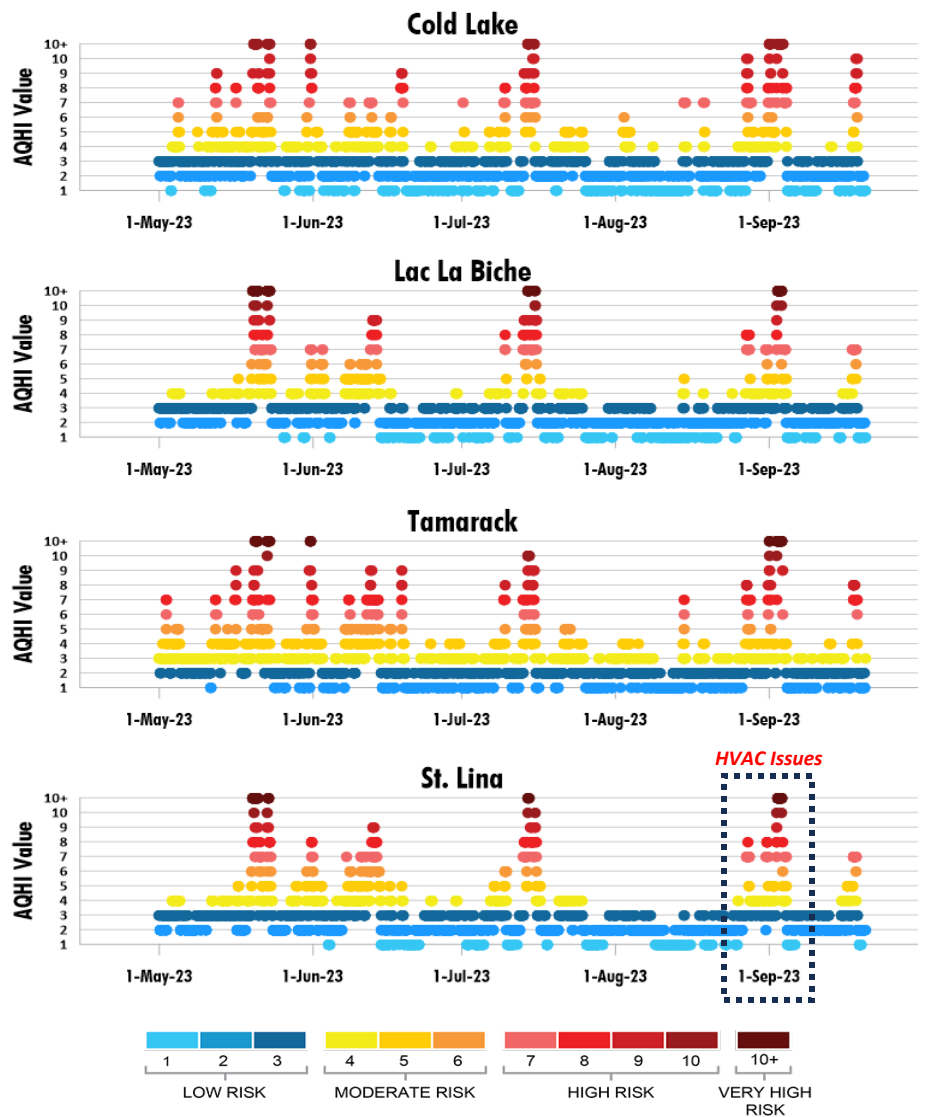 Cold Lake
AQHI Value
10+
10
9
8
7
6
5
4
3
2
1
1-May-23 1-Jun-23 1-Jul-23 1-Aug-23 1-Sep-23
Lac La Biche
AQHI Value
10+
10
9
8
7
6
5
4
3
2
1
1-May-23 1-Jun-23 1-Jul-23 1-Aug-23 1-Sep-23
Tamarack
AQHI Value
10+
10
9
8
7
6
5
4
3
2
1
1-May-23 1-Jun-23 1-Jul-23 1-Aug-23 1-Sep-23
HVAC Issues
St. Lina
AQHI Value
10+
10
9
8
7
6
5
4
3
2
1
1-May-23 1-Jun-23 1-Jul-23 1-Aug-23 1-Sep-23
1 2 3 4 5 6 7 8 9 10 10+
LOW RISK MODERATE RISK HIGH RISK VERY HIGH
RISK